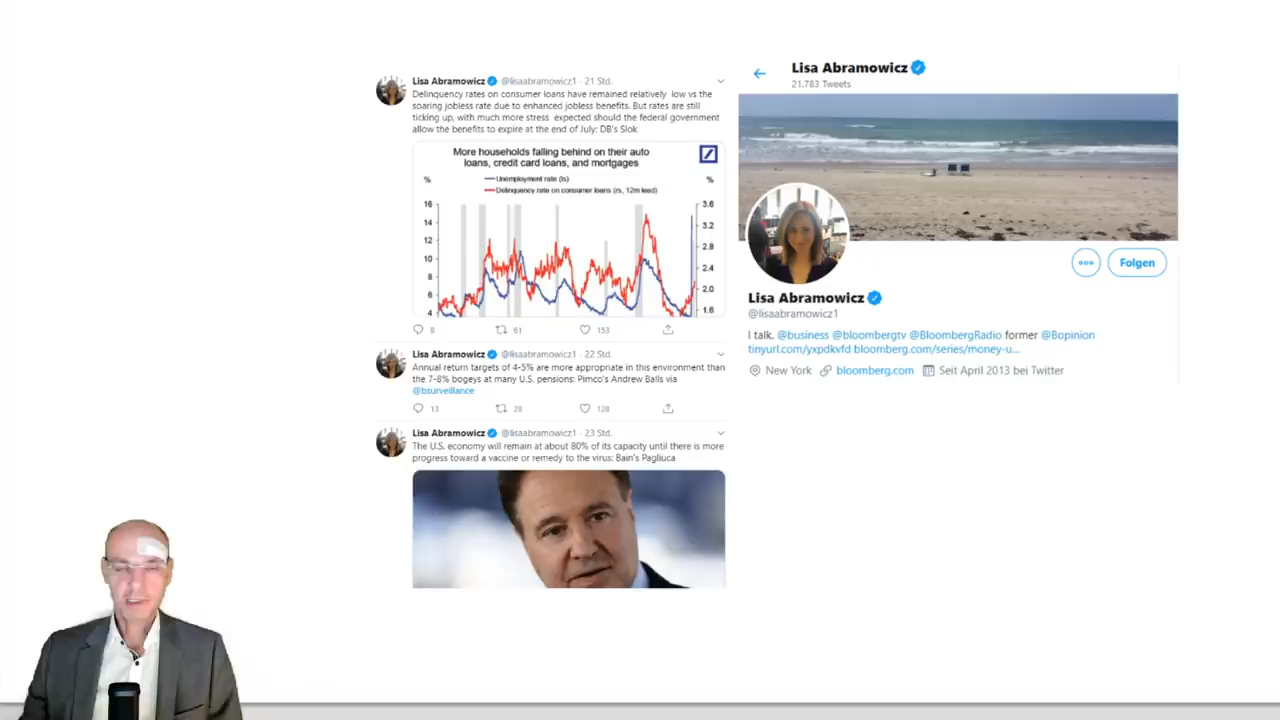 Lisa Abramowicz @lisaabramowicz1 · 21 Std.
Delinquency rates on consumer loans have remained relatively low vs the
soaring jobless rate due to enhanced jobless benefits. But rates are still
ticking up, with much more stress expected should the federal government
allow the benefits to expire at the end of July: DB's Slok
More households falling behind on their auto
loans, credit card loans, and mortgages
% Unemployment rate (ls) %
Delinquency rate on consumer loans (rs, 12m lead)
16 3.6
14 3.2
12 2.8
10 2.4
8 2.0
6 1.6
4
8 61 153
Lisa Abramowicz @lisaabramowicz1 · 22 Std.
Annual return targets of 4-5% are more appropriate in this environment than
the 7-8% bogeys at many U.S. pensions: Pimco's Andrew Balls via
@bsurveillance
13 28 128
Lisa Abramowicz @lisaabramowicz1 · 23 Std.
The U.S. economy will remain at about 80% of its capacity until there is more
progress toward a vaccine or remedy to the virus: Bain's Pagliuca
Lisa Abramowicz
21.783 Tweets
Folgen
Lisa Abramowicz
@lisaabramowicz1
I talk. @business @bloombergtv @BloombergRadio former @Bopinion
tinyurl.com/yxpdkvfd bloomberg.com/series/money-u...
New York bloomberg.com Seit April 2013 bei Twitter